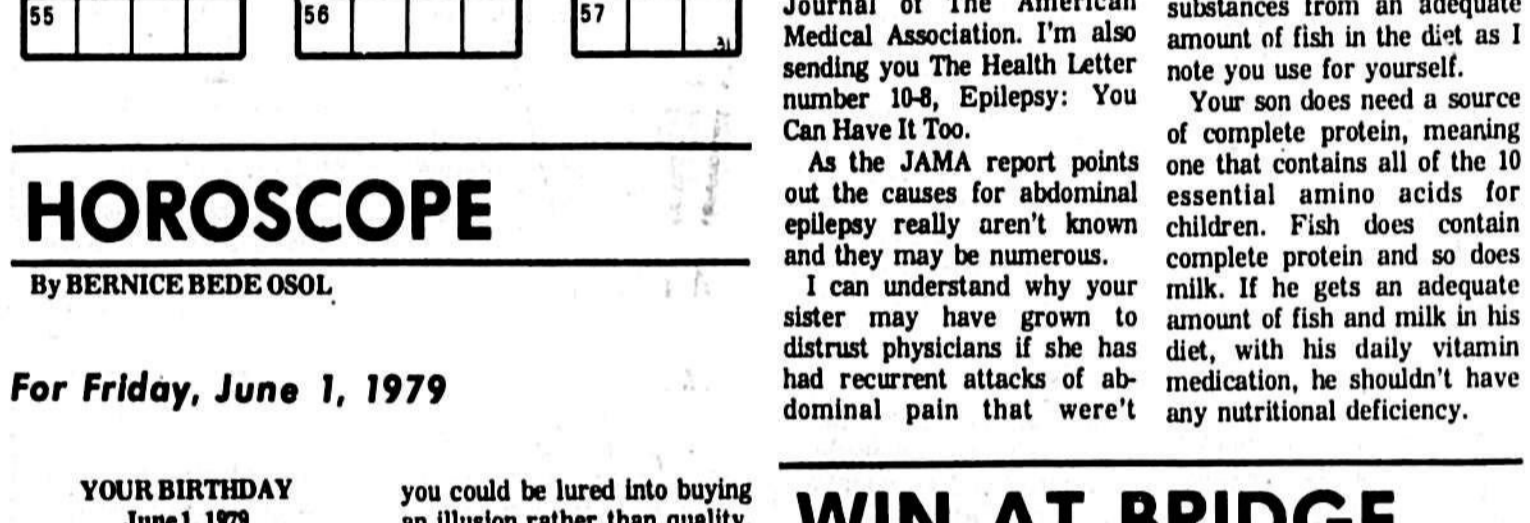 55
56
57
31
HOROSCOPE
By BERNICE BEDE OSOL
For Friday, June 1, 1979
YOUR BIRTHDAY
June 1, 1979
you could be lured into buying
an illusion rather than quality
Journal of The American
Medical Association. I'm also
sending you The Health Letter
number 10-8, Epilepsy: You
Can Have It Too.
As the JAMA report points
out the causes for abdominal
epilepsy really aren't known
and they may be numerous.
I can understand why your
sister may have grown to
distrust physicians if she has
had recurrent attacks of ab-
dominal pain that were't
substances from an adequate
amount of fish in the diet as I
note you use for yourself.
Your son does need a source
of complete protein, meaning
one that contains all of the 10
essential amino acids for
children. Fish does contain
complete protein and so does
milk. If he gets an adequate
amount of fish and milk in his
diet, with his daily vitamin
medication, he shouldn't have
any nutritional deficiency.
WIN AT BRIDGE